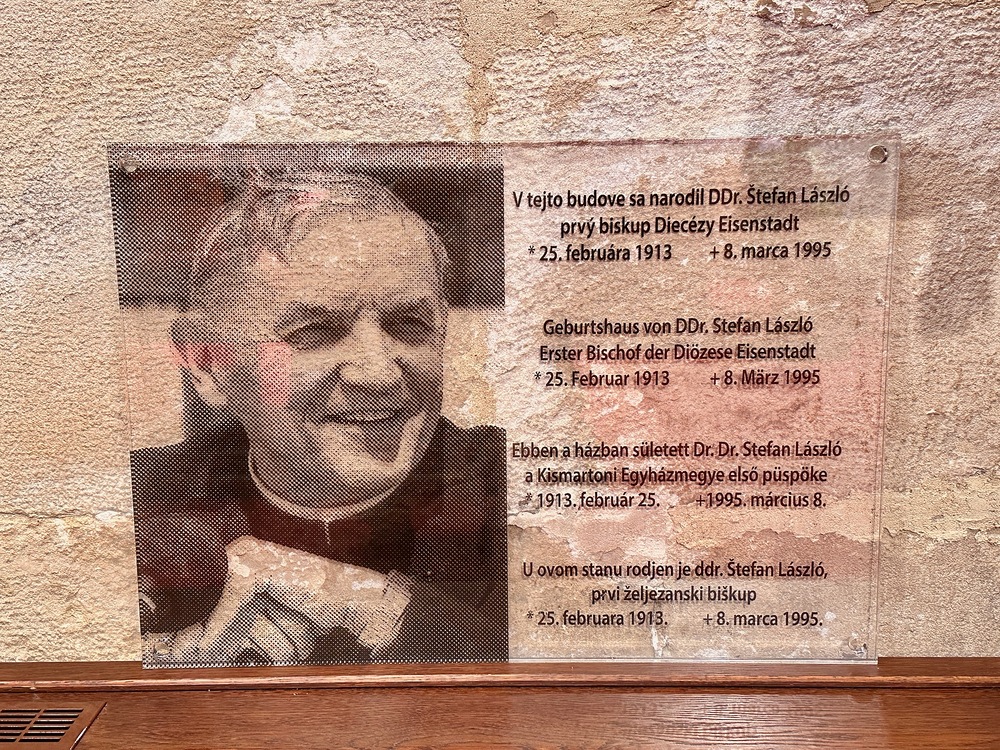 V tejto budove sa narodil DDr. Štefan László
prvý biskup Diecézy Eisenstadt
* 25. februára 1913 + 8. marca 1995
Geburtshaus von DDr. Stefan László
Erster Bischof der Diözese Eisenstadt
* 25. Februar 1913 + 8. März 1995
Ebben a házban sületett Dr. Dr. Stefan László
a Kismartoni Egyházmegye első püspöke
* 1913. február 25. +1995. március 8.
U ovom stanu rodjen je ddr. Štefan László,
prvi željezanski biškup
* 25. februara 1913. + 8. marca 1995.